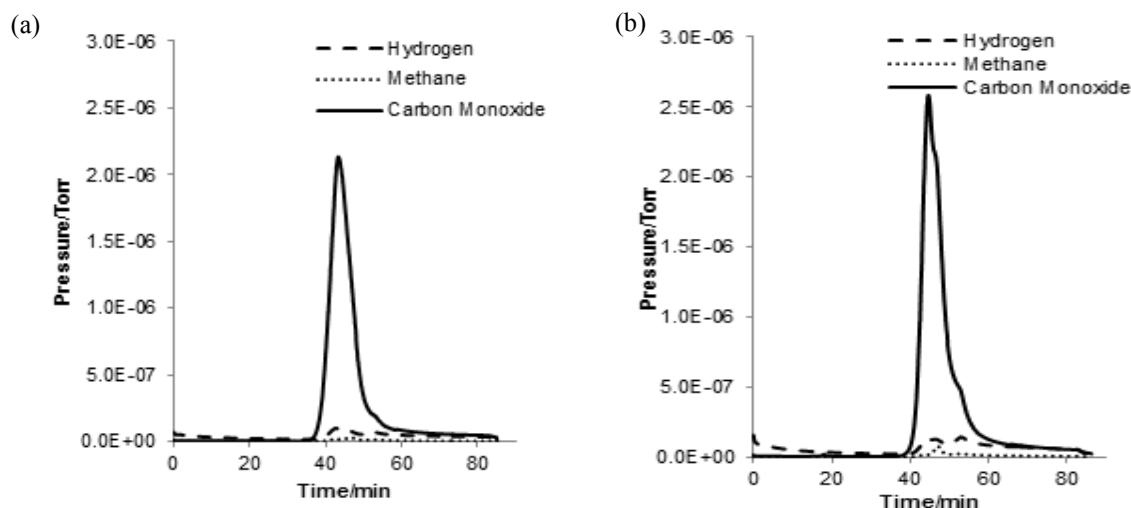 (a)
3.0E-06
2.5E-06
2.0E-06
1.5E-06
1.0E-06
5.0E-07
0.0E+00
Pressure/Torr
0 20 40 60 80
Time/min
Hydrogen
Methane
Carbon Monoxide
(b)
3.0E-06
2.5E-06
2.0E-06
1.5E-06
1.0E-06
5.0E-07
0.0E+00
Pressure/Torr
0 20 40 60 80
Time/min
Hydrogen
Methane
Carbon Monoxide